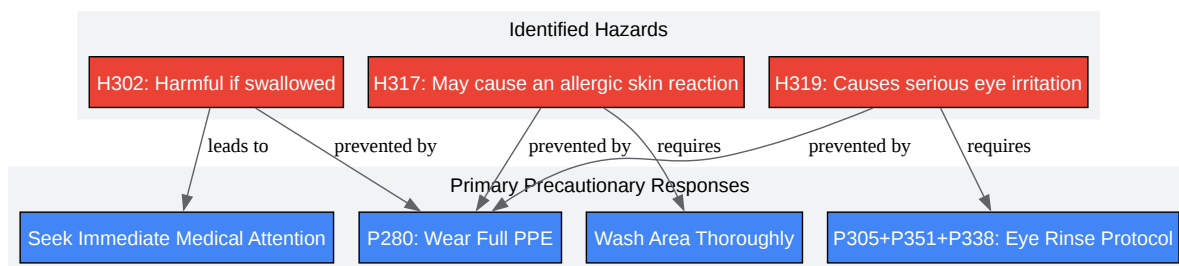 Identified Hazards
H302: Harmful if swallowed
H317: May cause an allergic skin reaction
H319: Causes serious eye irritation
leads to
prevented by
prevented by
requires
prevented by
requires
Primary Precautionary Responses
Seek Immediate Medical Attention
P280: Wear Full PPE
Wash Area Thoroughly
P305+P351+P338: Eye Rinse Protocol